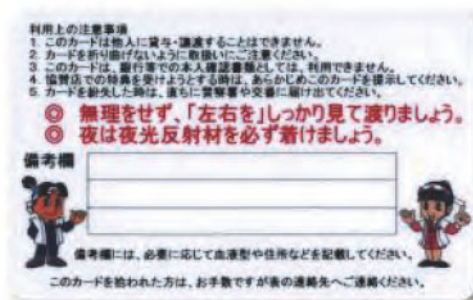 利用上の注意事項
1. このカードは他人に貸与・譲渡することはできません。
2. カードを折り曲げないように取扱いにご注意ください。
3. このカードは、銀行等での本人確認書類としては、利用できません。
4. 協賛店での特典を受けようとする時は、あらかじめこのカードを提示してください。
5. カードを紛失した時は、直ちに警察署や交番に届け出てください。
◎ 無理をせず、「左右を」しっかり見て渡りましょう。
◎ 夜は夜光反射材を必ず着けましょう。
備考欄
備考欄には、必要に応じて血液型や住所などを記載してください。
このカードを拾われた方は、お手数ですが表の連絡先へご連絡ください。